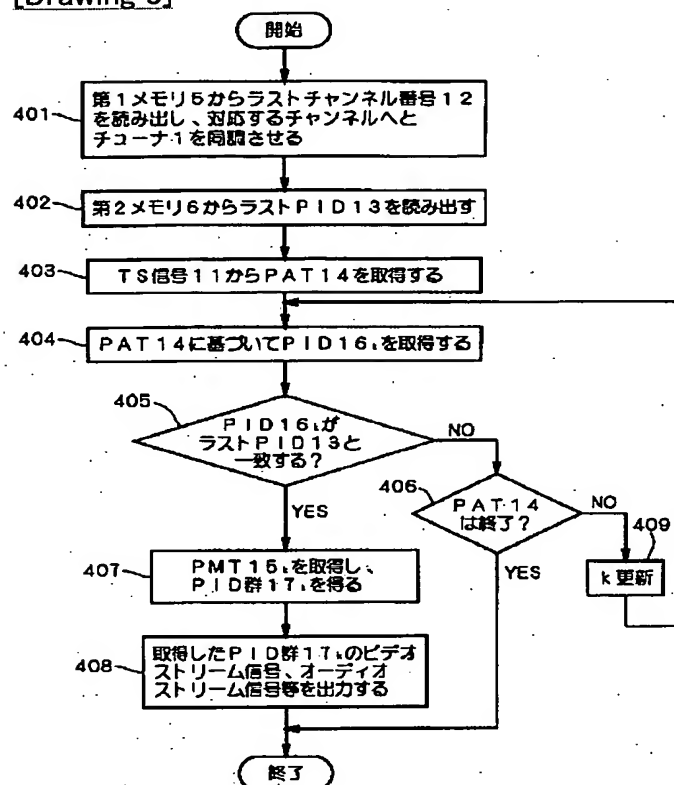 開始
401
第1メモリ5からラストチャンネル番号12
を読み出し、対応するチャンネルへと
チューナ1を同調させる
402
第2メモリ6からラストPID13を読み出す
403
TS信号11からPAT14を取得する
404
PAT14に基づいてPID16kを取得する
405
PID16kが
ラストPID13と
一致する?
NO
YES
406
PAT14
は終了?
NO
YES
409
k更新
407
PMT15kを取得し、
PID群17kを得る
408
取得したPID群17kのビデオ
ストリーム信号、オーディオ
ストリーム信号等を出力する
終了